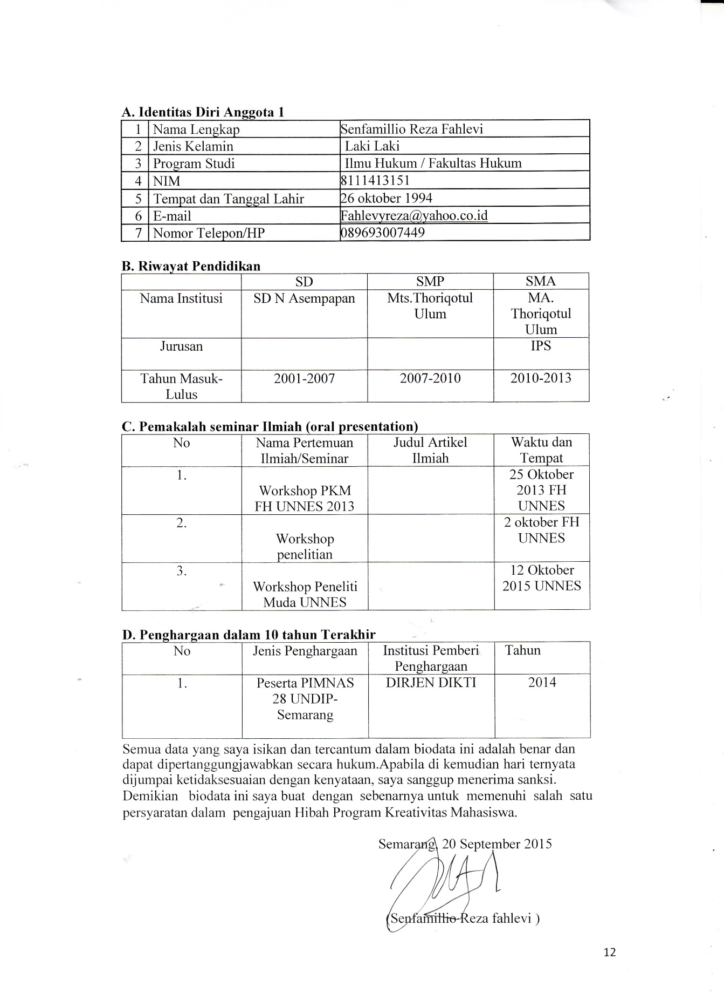 A. Identitas Diri Anggota 1
1 Nama Lengkap Senfamillio Reza Fahlevi
2 Jenis Kelamin Laki Laki
3 Program Studi Ilmu Hukum / Fakultas Hukum
4 NIM 8111413151
5 Tempat dan Tanggal Lahir 26 oktober 1994
6 E-mail Fahlevyreza@yahoo.co.id
7 Nomor Telepon/HP 089693007449
B. Riwayat Pendidikan
SD SMP SMA
Nama Institusi SD N Asempapan Mts.Thoriqotul MA.
Ulum Thoriqotul
Ulum
Jurusan IPS
Tahun Masuk- 2001-2007 2007-2010 2010-2013
Lulus
C. Pemakalah seminar Ilmiah (oral presentation)
No Nama Pertemuan Judul Artikel Waktu dan
Ilmiah/Seminar Ilmiah Tempat
1. 25 Oktober
Workshop PKM 2013 FH
FH UNNES 2013 UNNES
2. 2 oktober FH
Workshop UNNES
penelitian
3. 12 Oktober
Workshop Peneliti 2015 UNNES
Muda UNNES
D. Penghargaan dalam 10 tahun Terakhir
No Jenis Penghargaan Institusi Pemberi Tahun
Penghargaan
1. Peserta PIMNAS DIRJEN DIKTI 2014
28 UNDIP-
Semarang
Semua data yang saya isikan dan tercantum dalam biodata ini adalah benar dan
dapat dipertanggungjawabkan secara hukum.Apabila di kemudian hari ternyata
dijumpai ketidaksesuaian dengan kenyataan, saya sanggup menerima sanksi.
Demikian biodata ini saya buat dengan sebenarnya untuk memenuhi salah satu
persyaratan dalam pengajuan Hibah Program Kreativitas Mahasiswa.
Semarang, 20 September 2015
(Senfamillio Reza fahlevi )
12